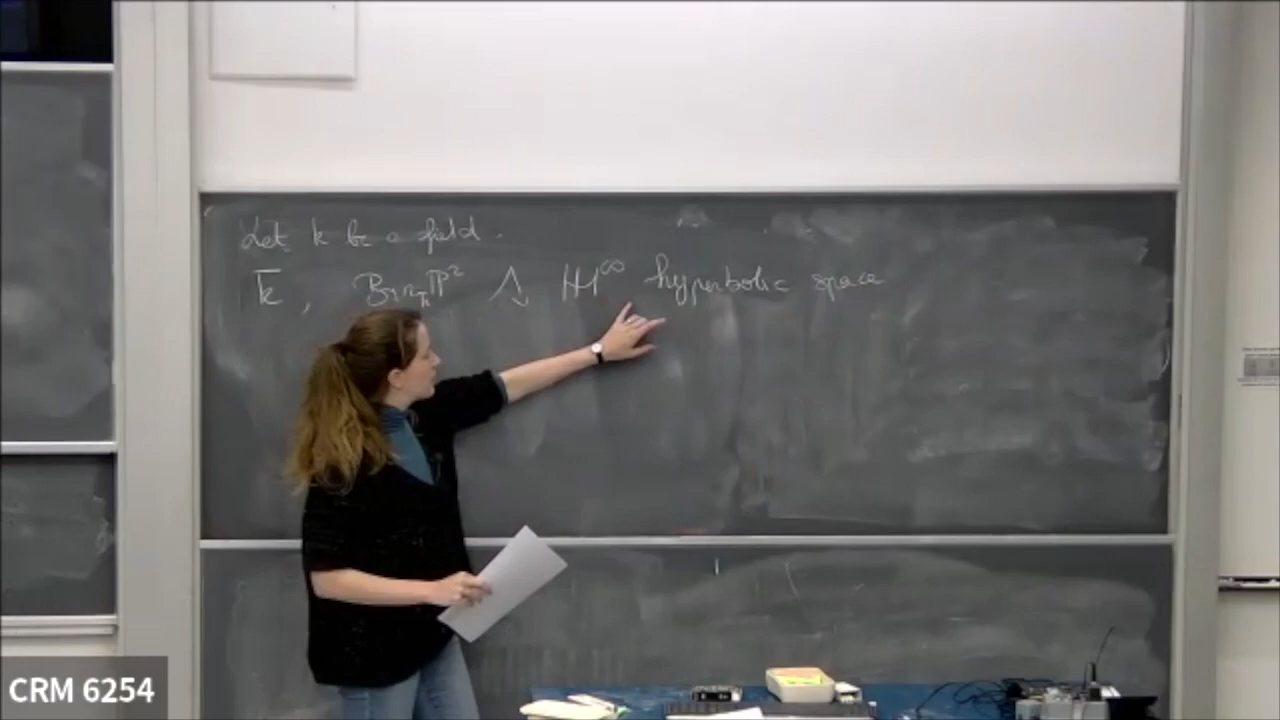 Let k be a field.
k̄ , Bir_k̄ ℙ² ↷ ℍ^∞ hyperbolic space
CRM 6254